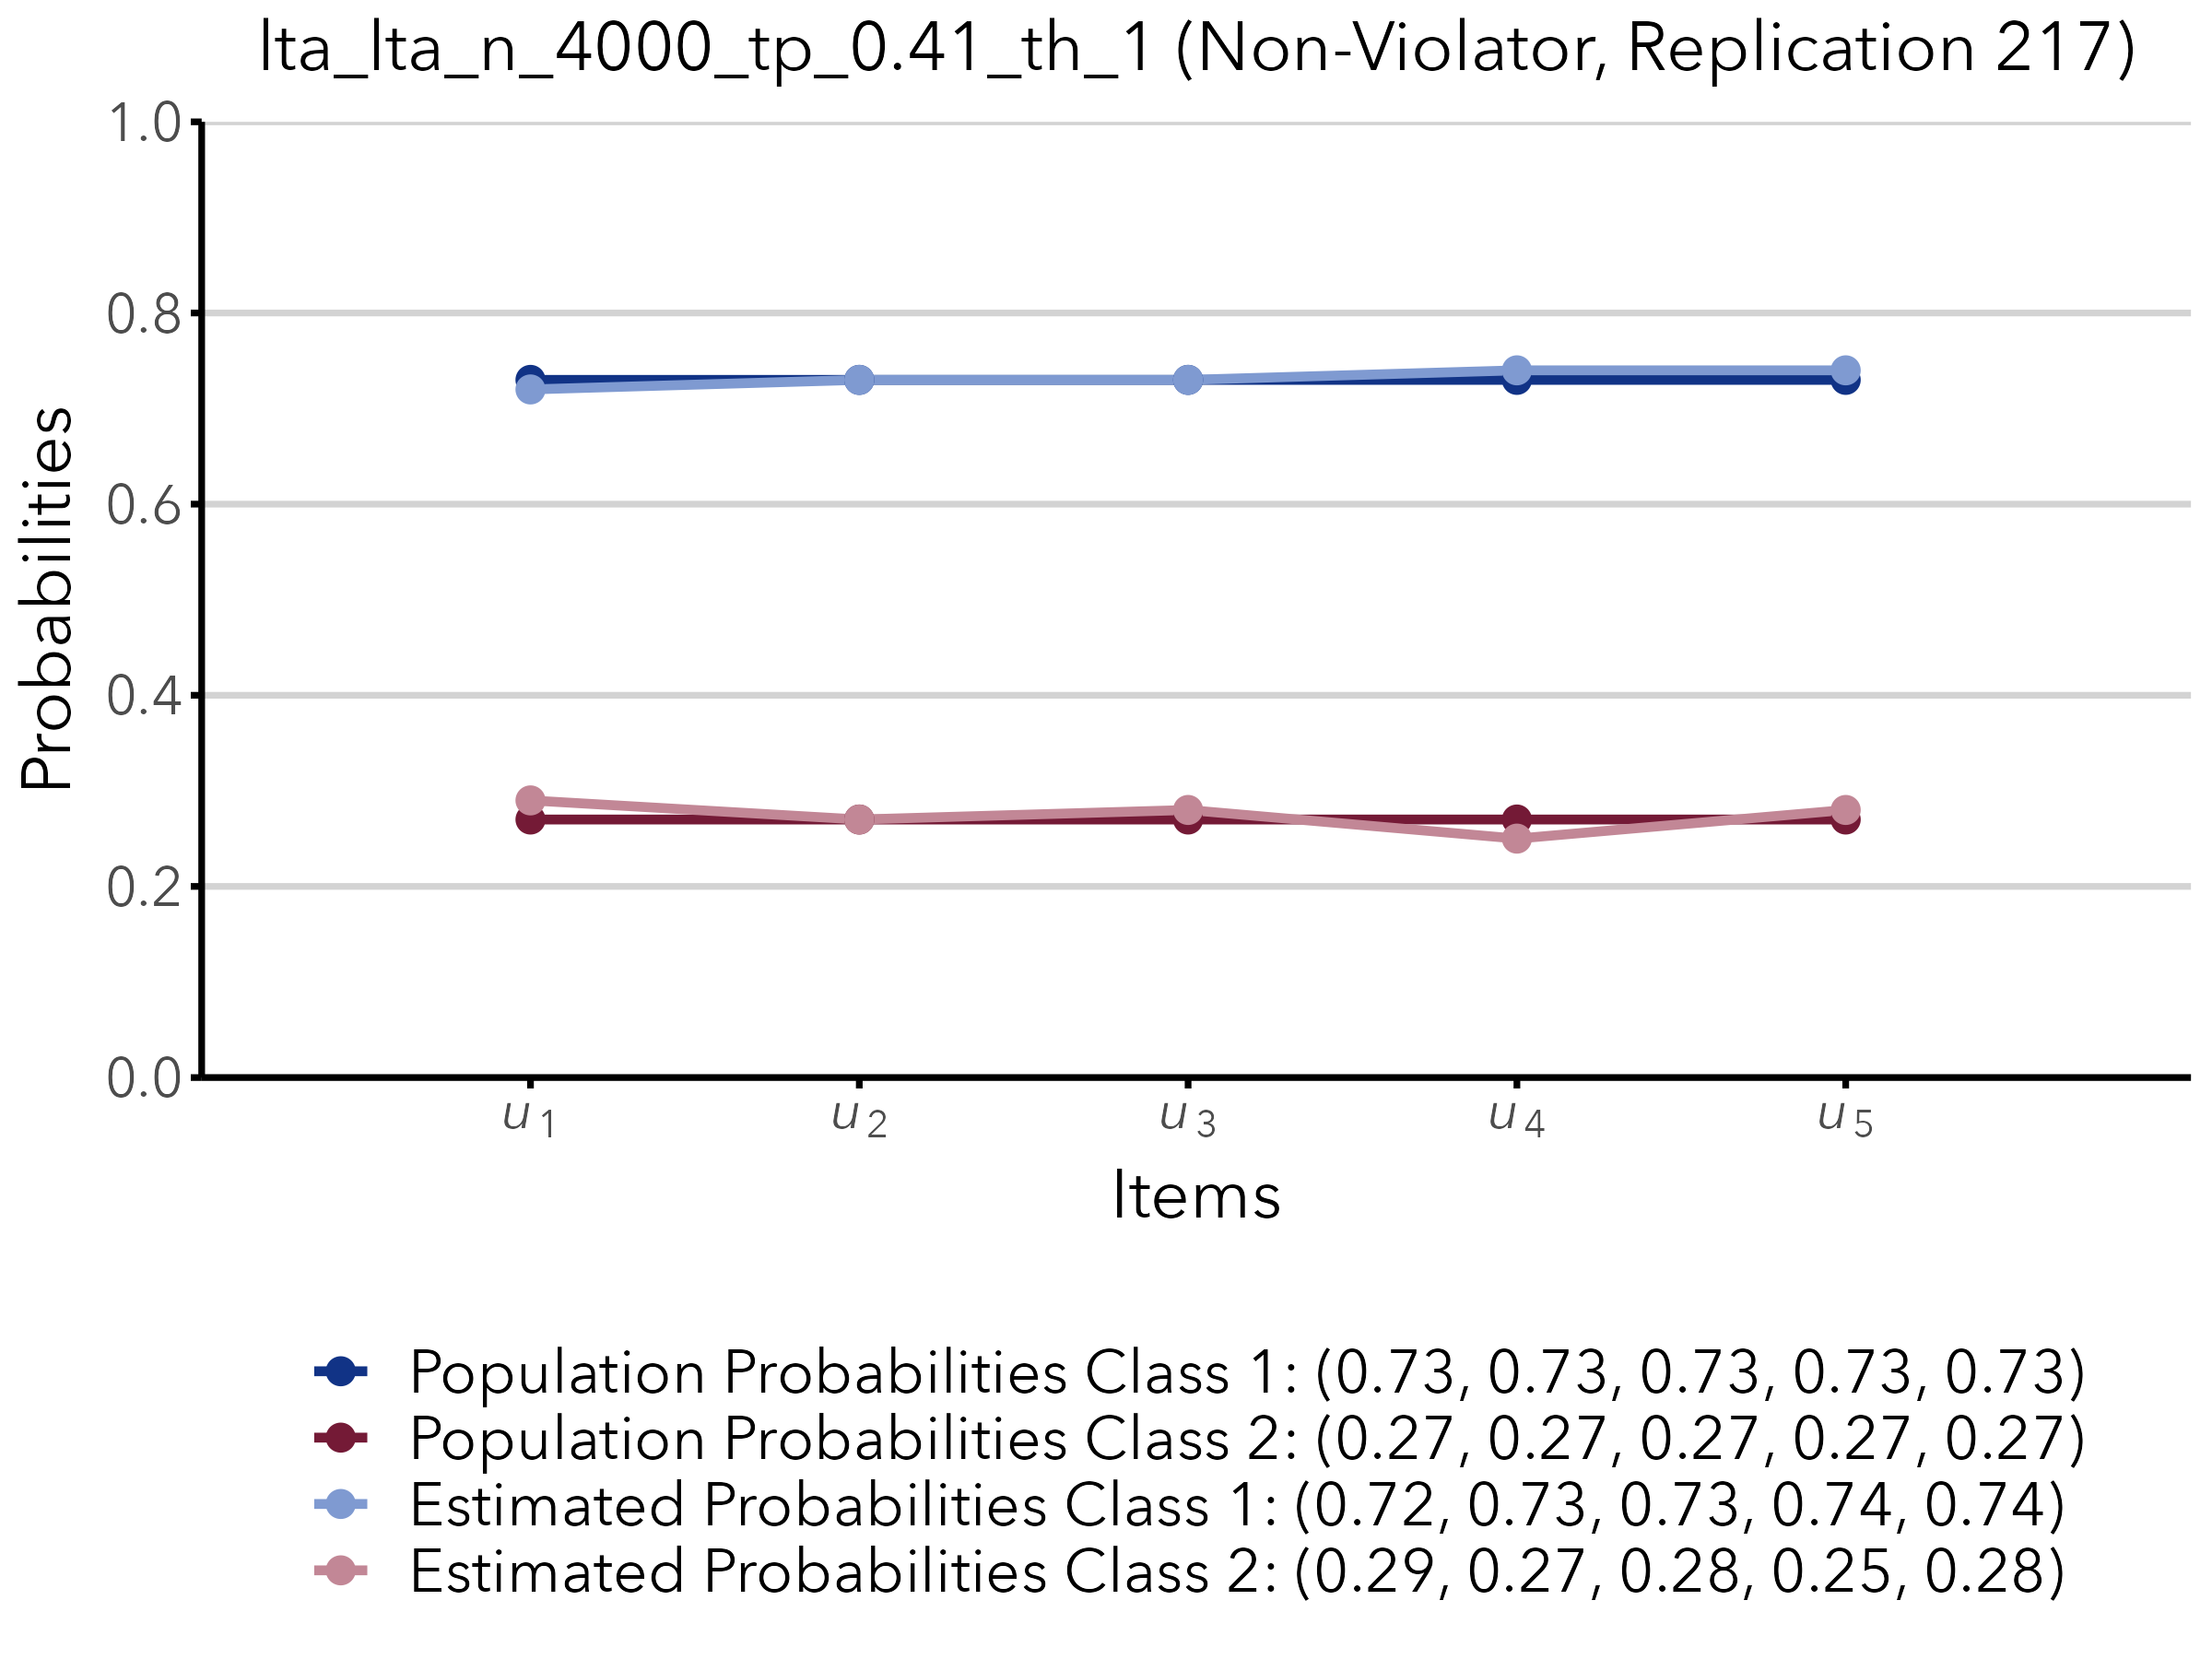 lta_lta_n_4000_tp_0.41_th_1 (Non-Violator, Replication 217)
1.0
0.8
0.6
0.4
0.2
0.0
Probabilities
u1 u2 u3 u4 u5
Items
Population Probabilities Class 1: (0.73, 0.73, 0.73, 0.73, 0.73)
Population Probabilities Class 2: (0.27, 0.27, 0.27, 0.27, 0.27)
Estimated Probabilities Class 1: (0.72, 0.73, 0.73, 0.74, 0.74)
Estimated Probabilities Class 2: (0.29, 0.27, 0.28, 0.25, 0.28)